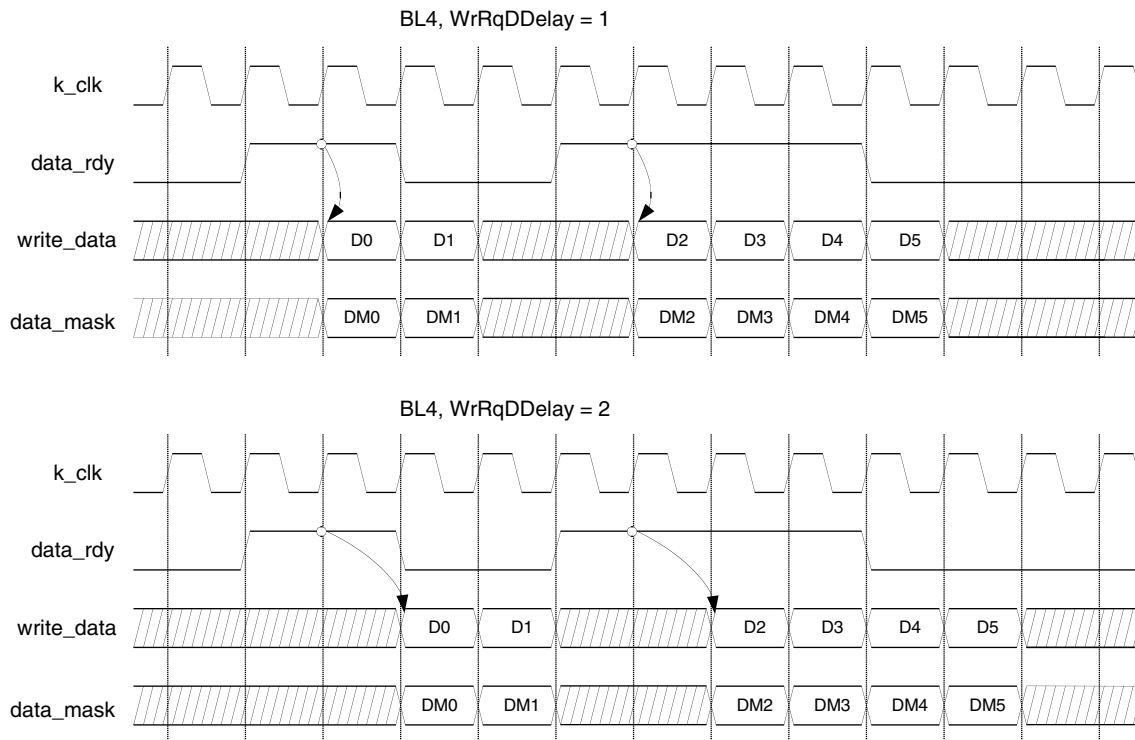 BL4, WrRqDDelay = 1
k_clk
data_rdy
write_data D0 D1 D2 D3 D4 D5
data_mask DM0 DM1 DM2 DM3 DM4 DM5
BL4, WrRqDDelay = 2
k_clk
data_rdy
write_data D0 D1 D2 D3 D4 D5
data_mask DM0 DM1 DM2 DM3 DM4 DM5